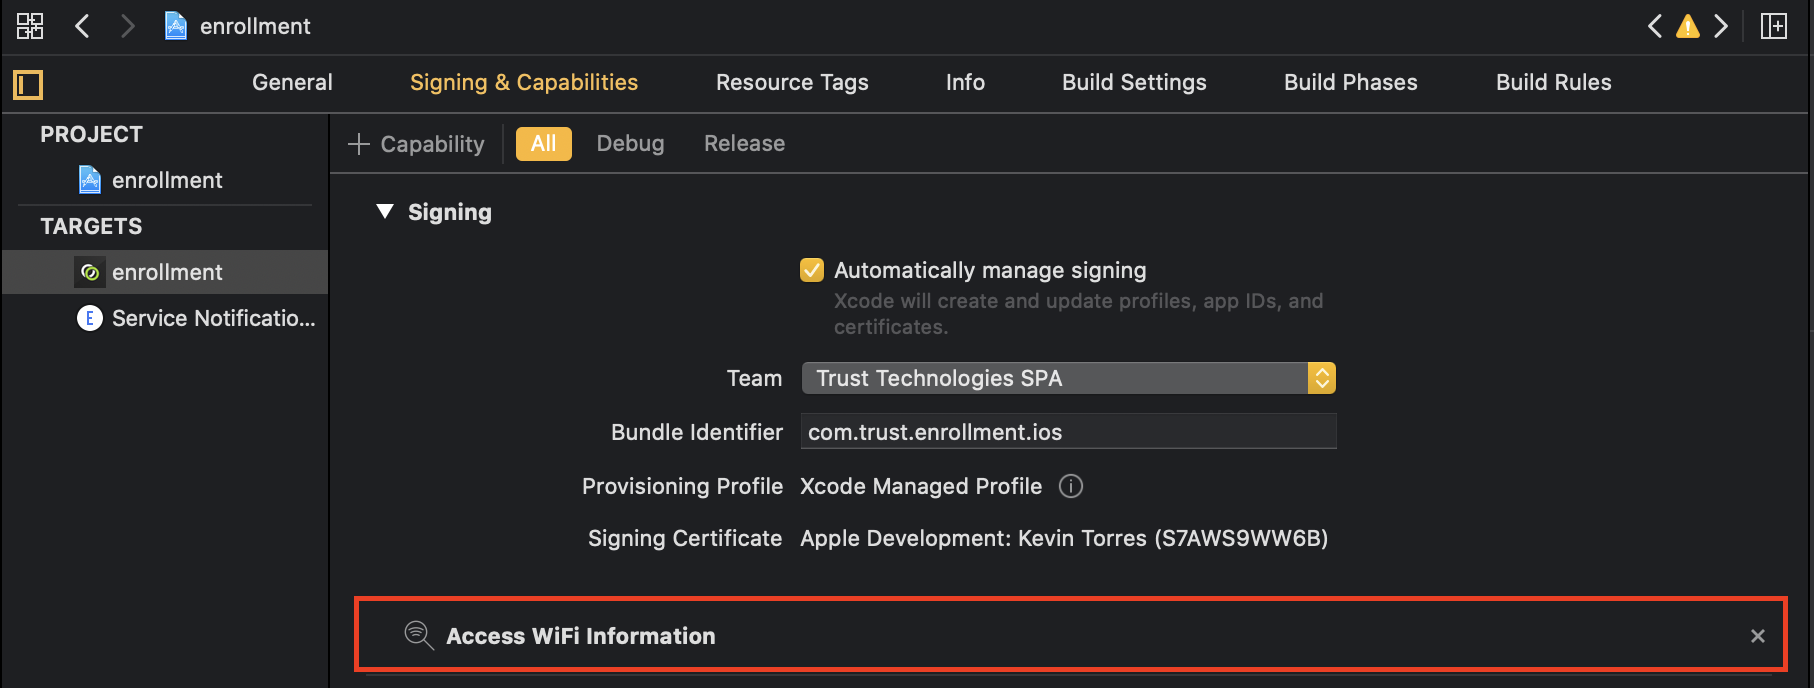 enrollment
General Signing & Capabilities Resource Tags Info Build Settings Build Phases Build Rules
PROJECT
enrollment
TARGETS
enrollment
E Service Notificatio...
Capability All Debug Release
Signing
Automatically manage signing
Xcode will create and update profiles, app IDs, and
certificates.
Team Trust Technologies SPA
Bundle Identifier com.trust.enrollment.ios
Provisioning Profile Xcode Managed Profile
Signing Certificate Apple Development: Kevin Torres (S7AWS9WW6B)
Access WiFi Information